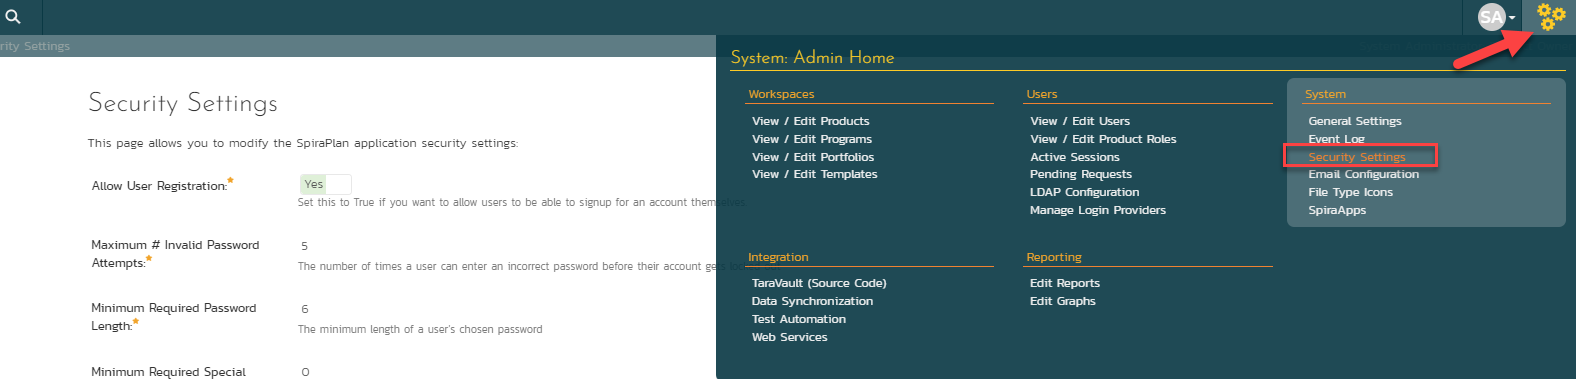 SA
rity Settings
System: Admin Home
Security Settings
This page allows you to modify the SpiraPlan application security settings:
Allow User Registration:*
Yes
Set this to True if you want to allow users to be able to signup for an account themselves
Maximum # Invalid Password
Attempts:*
5
The number of times a user can enter an incorrect password before their account gets
Minimum Required Password
Length:*
6
The minimum length of a user's chosen password
Minimum Required Special
0
Workspaces
View / Edit Products
View / Edit Programs
View / Edit Portfolios
View / Edit Templates
Users
View / Edit Users
View / Edit Product Roles
Active Sessions
Pending Requests
LDAP Configuration
Manage Login Providers
System
General Settings
Event Log
Security Settings
Email Configuration
File Type Icons
SpiraApps
Integration
TaraVault (Source Code)
Data Synchronization
Test Automation
Web Services
Reporting
Edit Reports
Edit Graphs